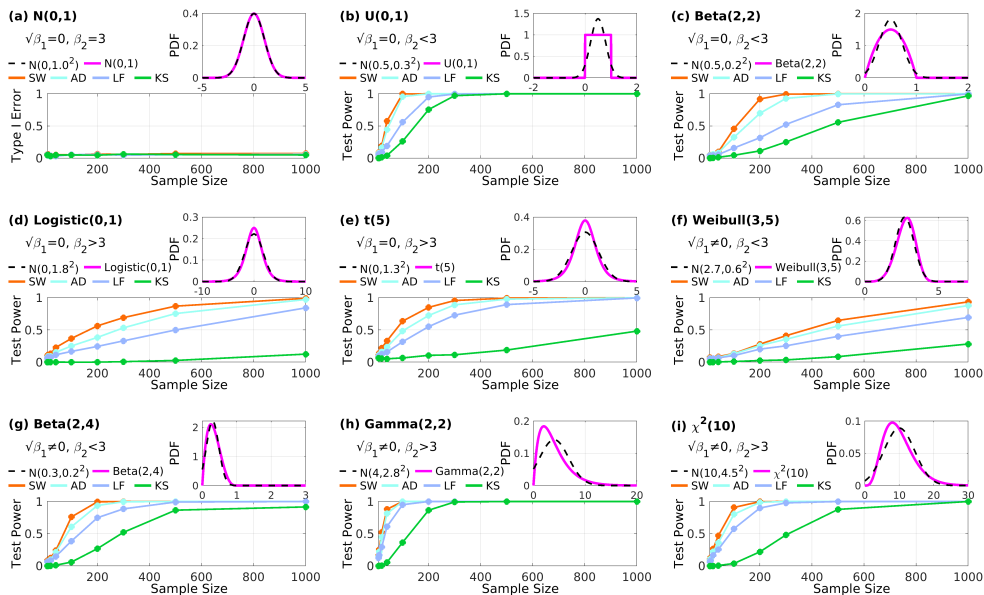 (a) N(0,1)
√β₁=0, β₂=3
N(0,1.0²) N(0,1)
SW AD LF KS
PDF
0.4
0.2
0
-5 0 5
Type I Error
1
0.5
0
200 400 600 800 1000
Sample Size
(b) U(0,1)
√β₁=0, β₂<3
N(0.5,0.3²) U(0,1)
SW AD LF KS
PDF
1.5
1
0.5
0
-2 0 2
Test Power
1
0.5
0
200 400 600 800 1000
Sample Size
(c) Beta(2,2)
√β₁=0, β₂<3
N(0.5,0.2²) Beta(2,2)
SW AD LF KS
PDF
2
1
0
0 1 2
Test Power
1
0.5
0
200 400 600 800 1000
Sample Size
(d) Logistic(0,1)
√β₁=0, β₂>3
N(0,1.8²) Logistic(0,1)
SW AD LF KS
PDF
0.3
0.2
0.1
0
-10 0 10
Test Power
1
0.5
0
200 400 600 800 1000
Sample Size
(e) t(5)
√β₁=0, β₂>3
N(0,1.3²) t(5)
SW AD LF KS
PDF
0.4
0.2
0
-5 0 5
Test Power
1
0.5
0
200 400 600 800 1000
Sample Size
(f) Weibull(3,5)
√β₁≠0, β₂<3
N(2.7,0.6²) Weibull(3,5)
SW AD LF KS
PDF
0.6
0.4
0.2
0
0 5
Test Power
1
0.5
0
200 400 600 800 1000
Sample Size
(g) Beta(2,4)
√β₁≠0, β₂<3
N(0.3,0.2²) Beta(2,4)
SW AD LF KS
PDF
2
1
0
0 1 2 3
Test Power
1
0.5
0
200 400 600 800 1000
Sample Size
(h) Gamma(2,2)
√β₁≠0, β₂>3
N(4,2.8²) Gamma(2,2)
SW AD LF KS
PDF
0.2
0.1
0
0 10 20
Test Power
1
0.5
0
200 400 600 800 1000
Sample Size
(i) χ²(10)
√β₁≠0, β₂>3
N(10,4.5²) χ²(10)
SW AD LF KS
PDF
0.1
0.05
0
0 10 20 30
Test Power
1
0.5
0
200 400 600 800 1000
Sample Size